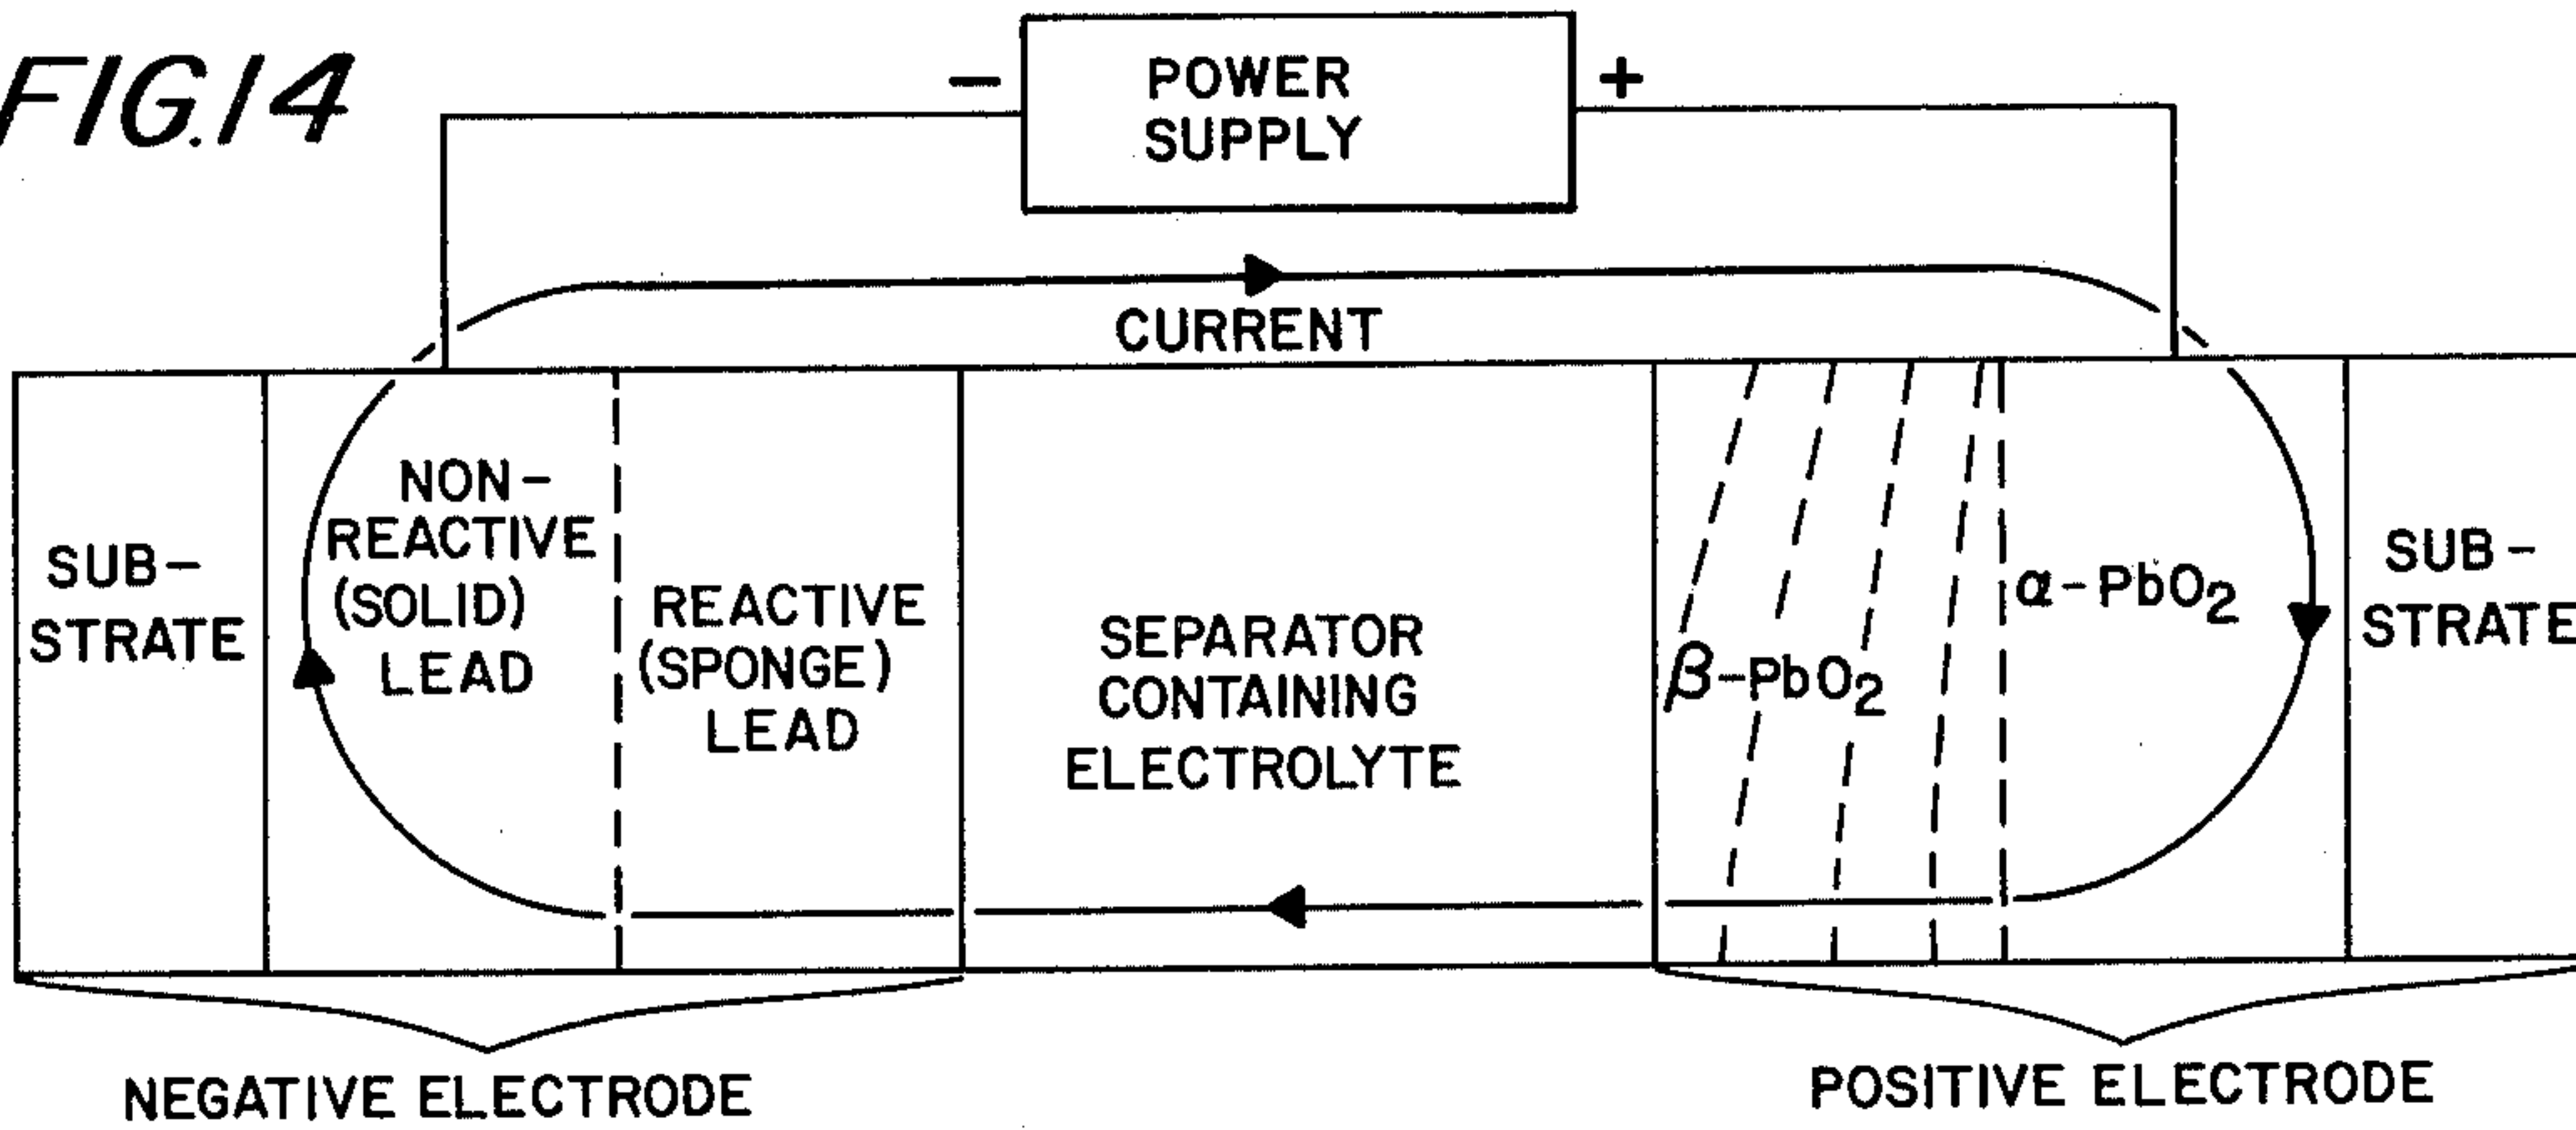 FIG.14
− POWER +
SUPPLY
CURRENT
SUB-
STRATE
NON-
REACTIVE
(SOLID)
LEAD
REACTIVE
(SPONGE)
LEAD
SEPARATOR
CONTAINING
ELECTROLYTE
β-PbO₂
α-PbO₂
SUB-
STRATE
NEGATIVE ELECTRODE
POSITIVE ELECTRODE